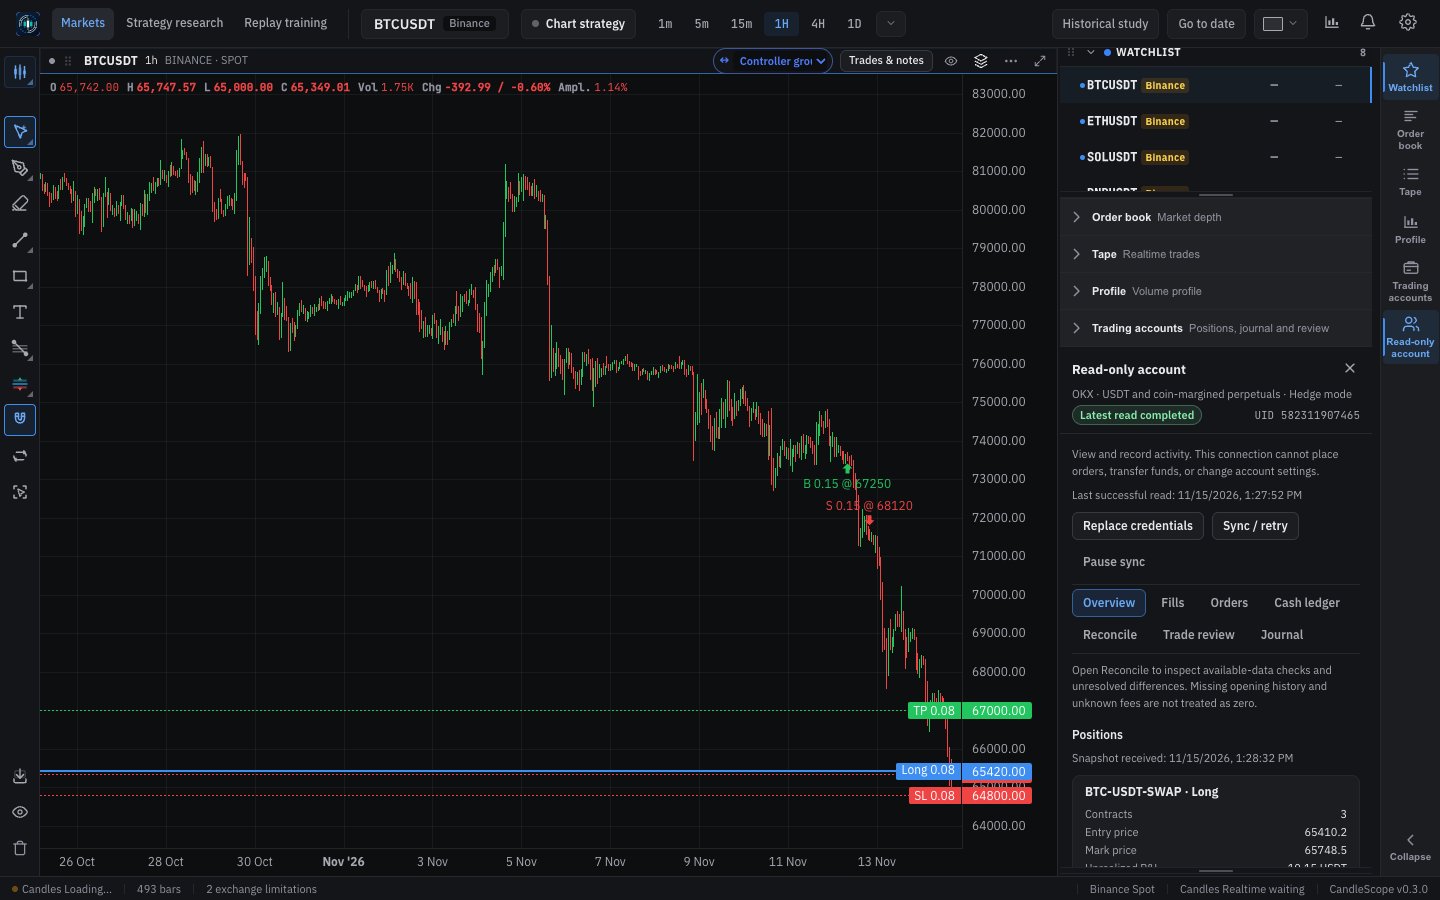 Markets Strategy research Replay training BTCUSDT Binance Chart strategy 1m 5m 15m 1H 4H 1D Historical study Go to date
BTCUSDT 1h BINANCE · SPOT Controller grou Trades & notes
O 65,742.00 H 65,747.57 L 65,000.00 C 65,349.01 Vol 1.75K Chg -392.99 / -0.60% Ampl. 1.14%
83000.00
82000.00
81000.00
80000.00
79000.00
78000.00
77000.00
76000.00
75000.00
74000.00
73000.00
B 0.15 @ 67250
S 0.15 @ 68120
72000.00
71000.00
70000.00
69000.00
68000.00
TP 0.08 67000.00
66000.00
Long 0.08 65420.00
SL 0.08 64800.00
64000.00
26 Oct 28 Oct 30 Oct Nov '26 3 Nov 5 Nov 7 Nov 9 Nov 11 Nov 13 Nov
WATCHLIST 8
BTCUSDT Binance — —
ETHUSDT Binance — —
SOLUSDT Binance — —
Order book Market depth
Tape Realtime trades
Profile Volume profile
Trading accounts Positions, journal and review
Read-only account
OKX · USDT and coin-margined perpetuals · Hedge mode
Latest read completed UID 582311907465
View and record activity. This connection cannot place
orders, transfer funds, or change account settings.
Last successful read: 11/15/2026, 1:27:52 PM
Replace credentials Sync / retry
Pause sync
Overview Fills Orders Cash ledger
Reconcile Trade review Journal
Open Reconcile to inspect available-data checks and
unresolved differences. Missing opening history and
unknown fees are not treated as zero.
Positions
Snapshot received: 11/15/2026, 1:28:32 PM
BTC-USDT-SWAP · Long
Contracts 3
Entry price 65410.2
Mark price 65748.5
Watchlist
Order
book
Tape
Profile
Trading
accounts
Read-only
account
Collapse
Candles Loading... 493 bars 2 exchange limitations Binance Spot Candles Realtime waiting CandleScope v0.3.0